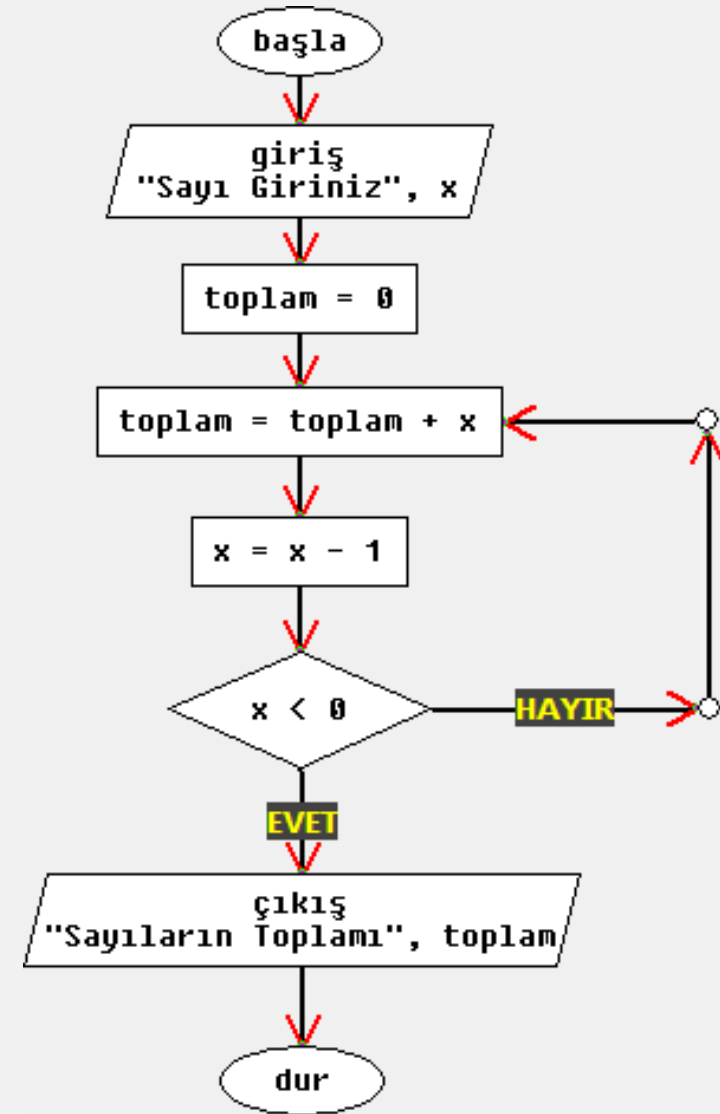 başla
giriş
"Sayı Giriniz", x
toplam = 0
toplam = toplam + x
x = x - 1
x < 0
HAYIR
EVET
çıkış
"Sayıların Toplamı", toplam
dur